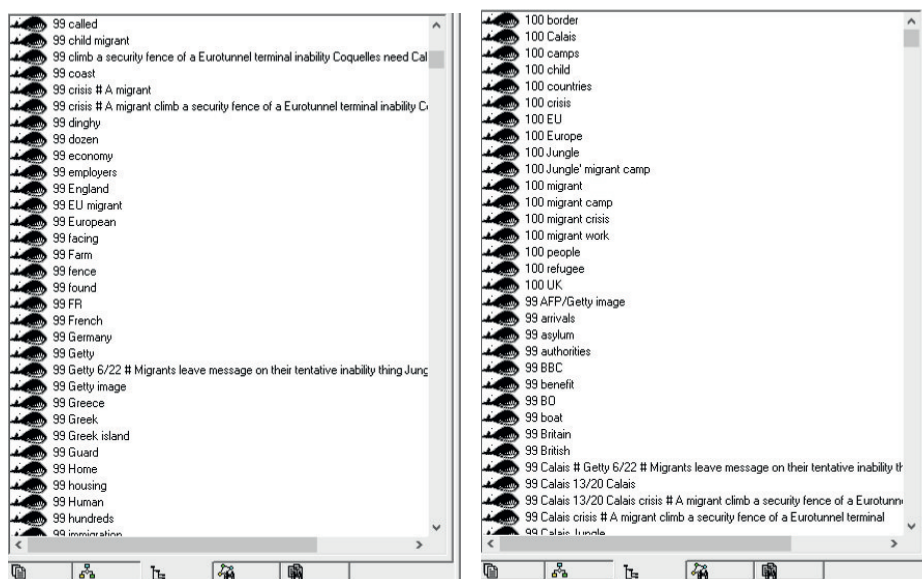 99 called
99 child migrant
99 climb a security fence of a Eurotunnel terminal inability Coquelles need Cal
99 coast
99 crisis # A migrant
99 crisis # A migrant climb a security fence of a Eurotunnel terminal inability
99 dinghy
99 dozen
99 economy
99 employers
99 England
99 EU migrant
99 European
99 facing
99 Farm
99 fence
99 found
99 FR
99 French
99 Germany
99 Getty
99 Getty 6/22 # Migrants leave message on their tentative inability thing Jung
99 Getty image
99 Greece
99 Greek
99 Greek island
99 Guard
99 Home
99 housing
99 Human
99 hundreds
99 immigration
100 border
100 Calais
100 camps
100 child
100 countries
100 crisis
100 EU
100 Europe
100 Jungle
100 Jungle' migrant camp
100 migrant
100 migrant camp
100 migrant crisis
100 migrant work
100 people
100 refugee
100 UK
99 AFP/Getty image
99 arrivals
99 asylum
99 authorities
99 BBC
99 benefit
99 BO
99 boat
99 Britain
99 British
99 Calais # Getty 6/22 # Migrants leave message on their tentative inability th
99 Calais 13/20 Calais
99 Calais 13/20 Calais crisis # A migrant climb a security fence of a Eurotunn
99 Calais crisis # A migrant climb a security fence of a Eurotunnel terminal
99 Calais Jungle